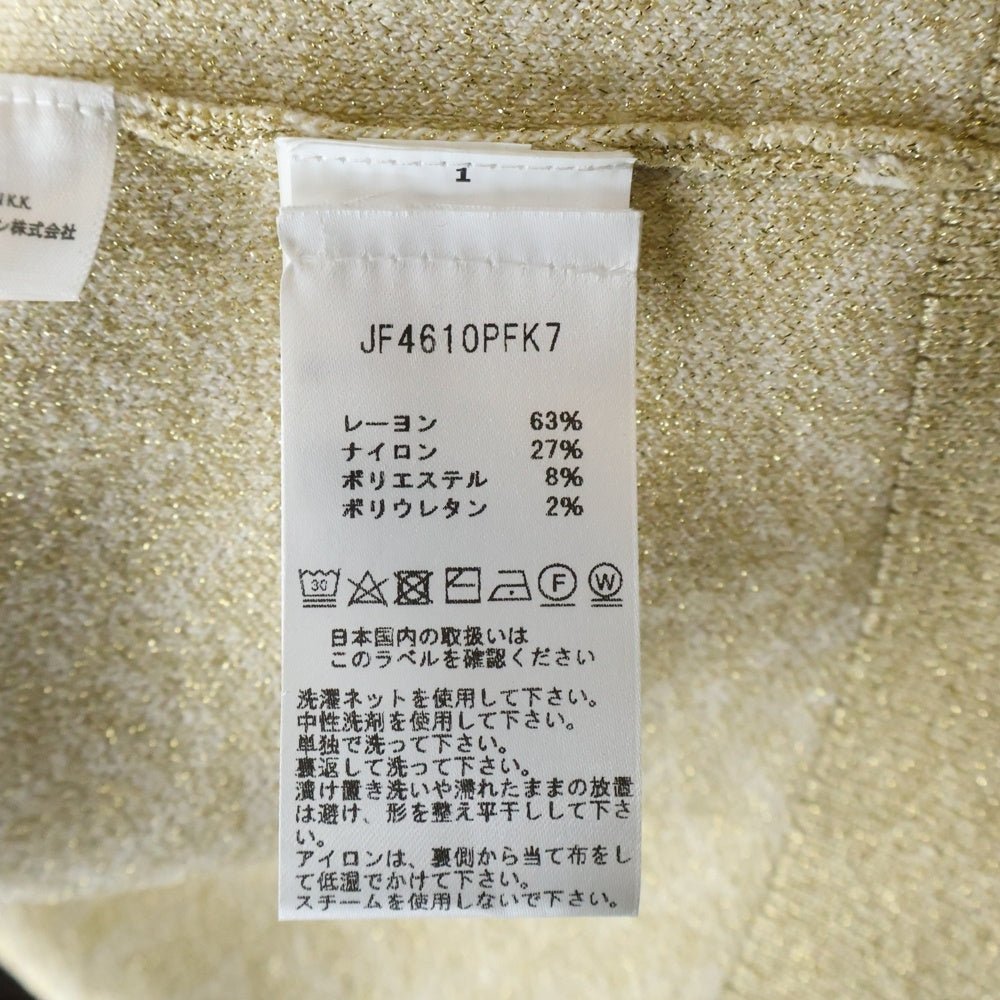 K.K.
ン株式会社
1
JF4610PFK7
レーヨン 63%
ナイロン 27%
ポリエステル 8%
ポリウレタン 2%
30 F W
日本国内の取扱いは
このラベルを確認ください
洗濯ネットを使用して下さい。
中性洗剤を使用して下さい。
単独で洗って下さい。
裏返して洗って下さい。
漬け置き洗いや濡れたままの放置
は避け、形を整え平干しして下さ
い。
アイロンは、裏側から当て布をし
て低温でかけて下さい。
スチームを使用しないで下さい。